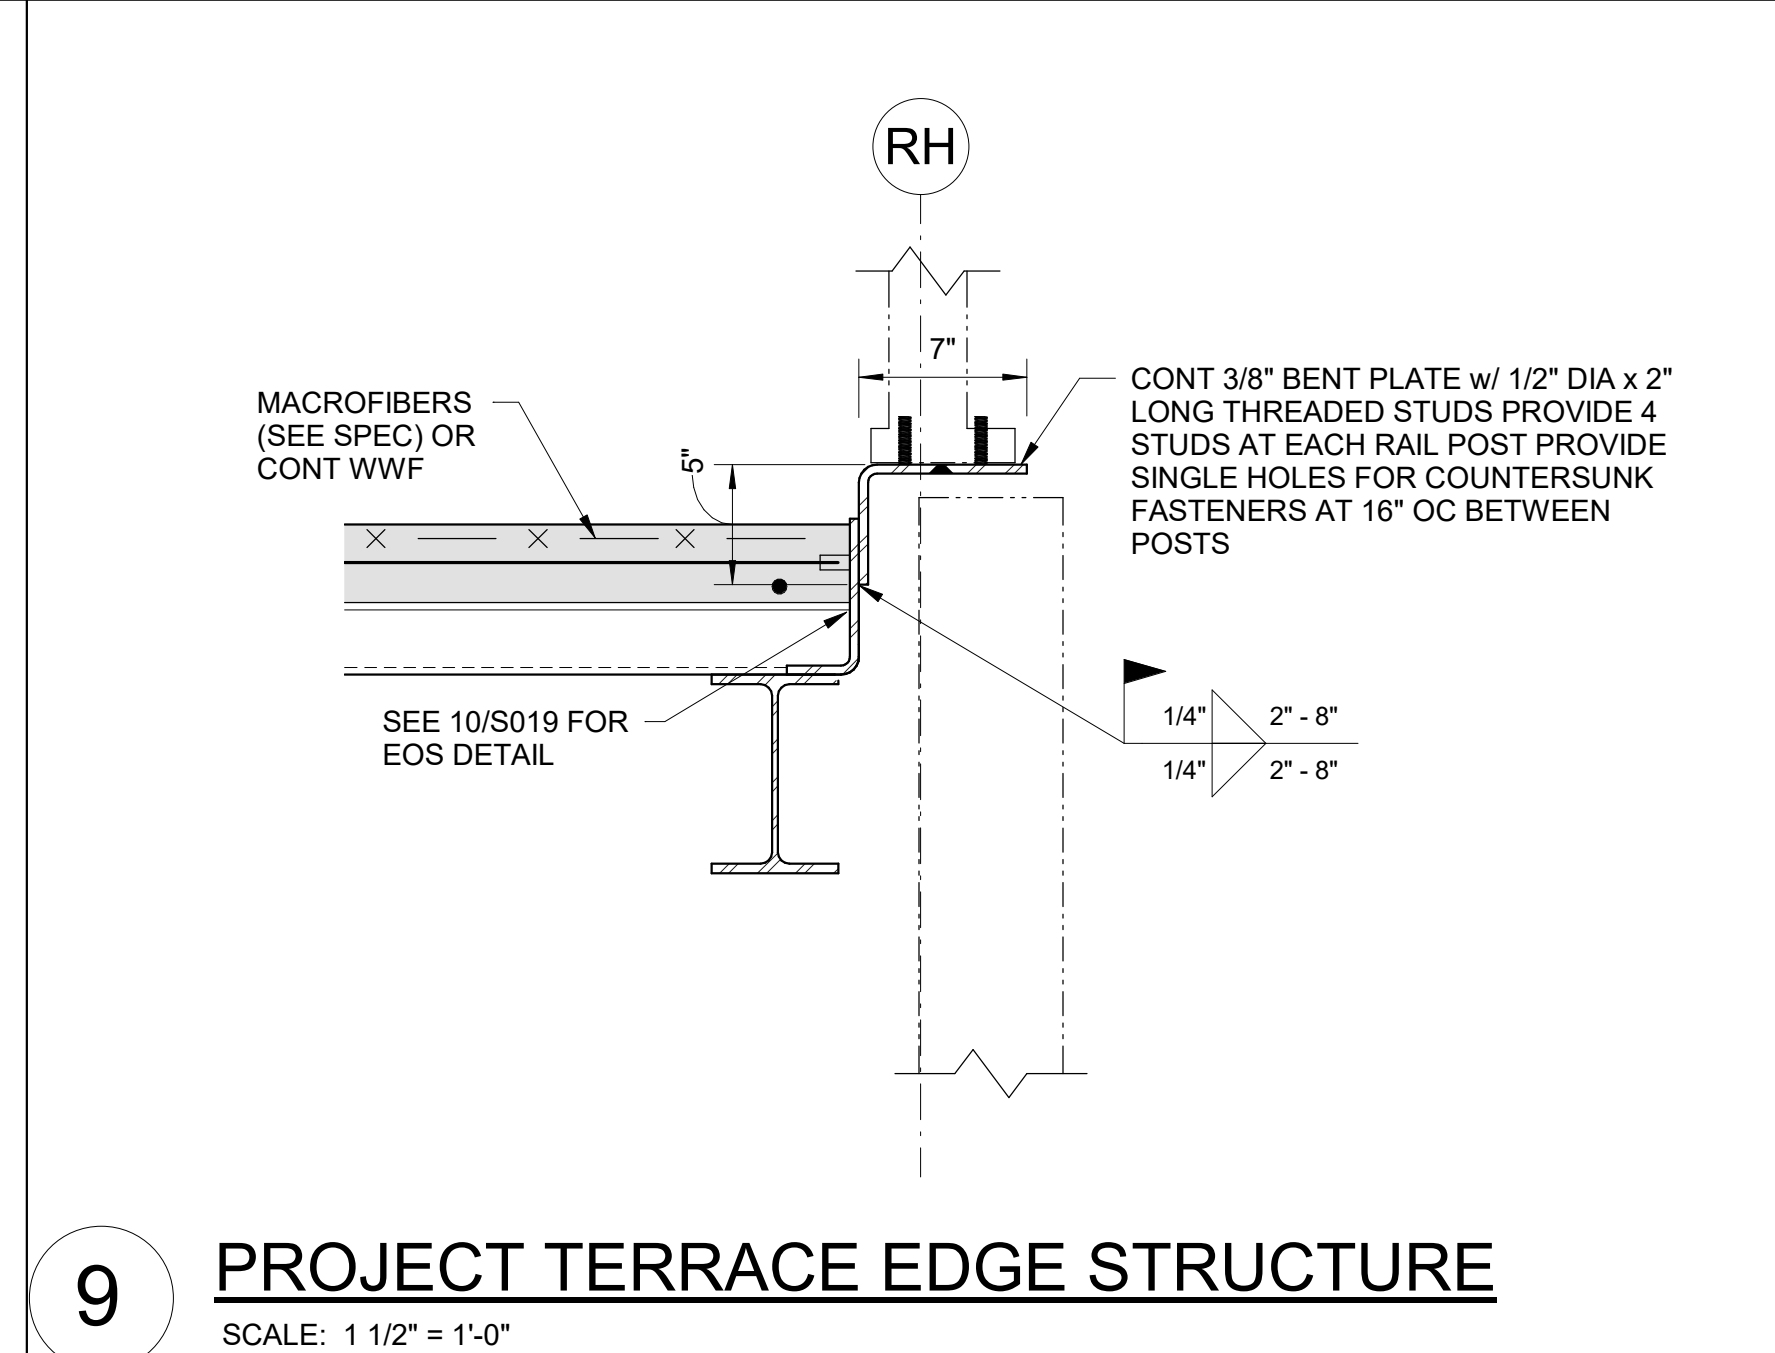 RH
7"
MACROFIBERS
(SEE SPEC) OR
CONT WWF
5"
CONT 3/8" BENT PLATE w/ 1/2" DIA x 2"
LONG THREADED STUDS PROVIDE 4
STUDS AT EACH RAIL POST PROVIDE
SINGLE HOLES FOR COUNTERSUNK
FASTENERS AT 16" OC BETWEEN
POSTS
SEE 10/S019 FOR
EOS DETAIL
1/4" 2" - 8"
1/4" 2" - 8"
9
PROJECT TERRACE EDGE STRUCTURE
SCALE: 1 1/2" = 1'-0"